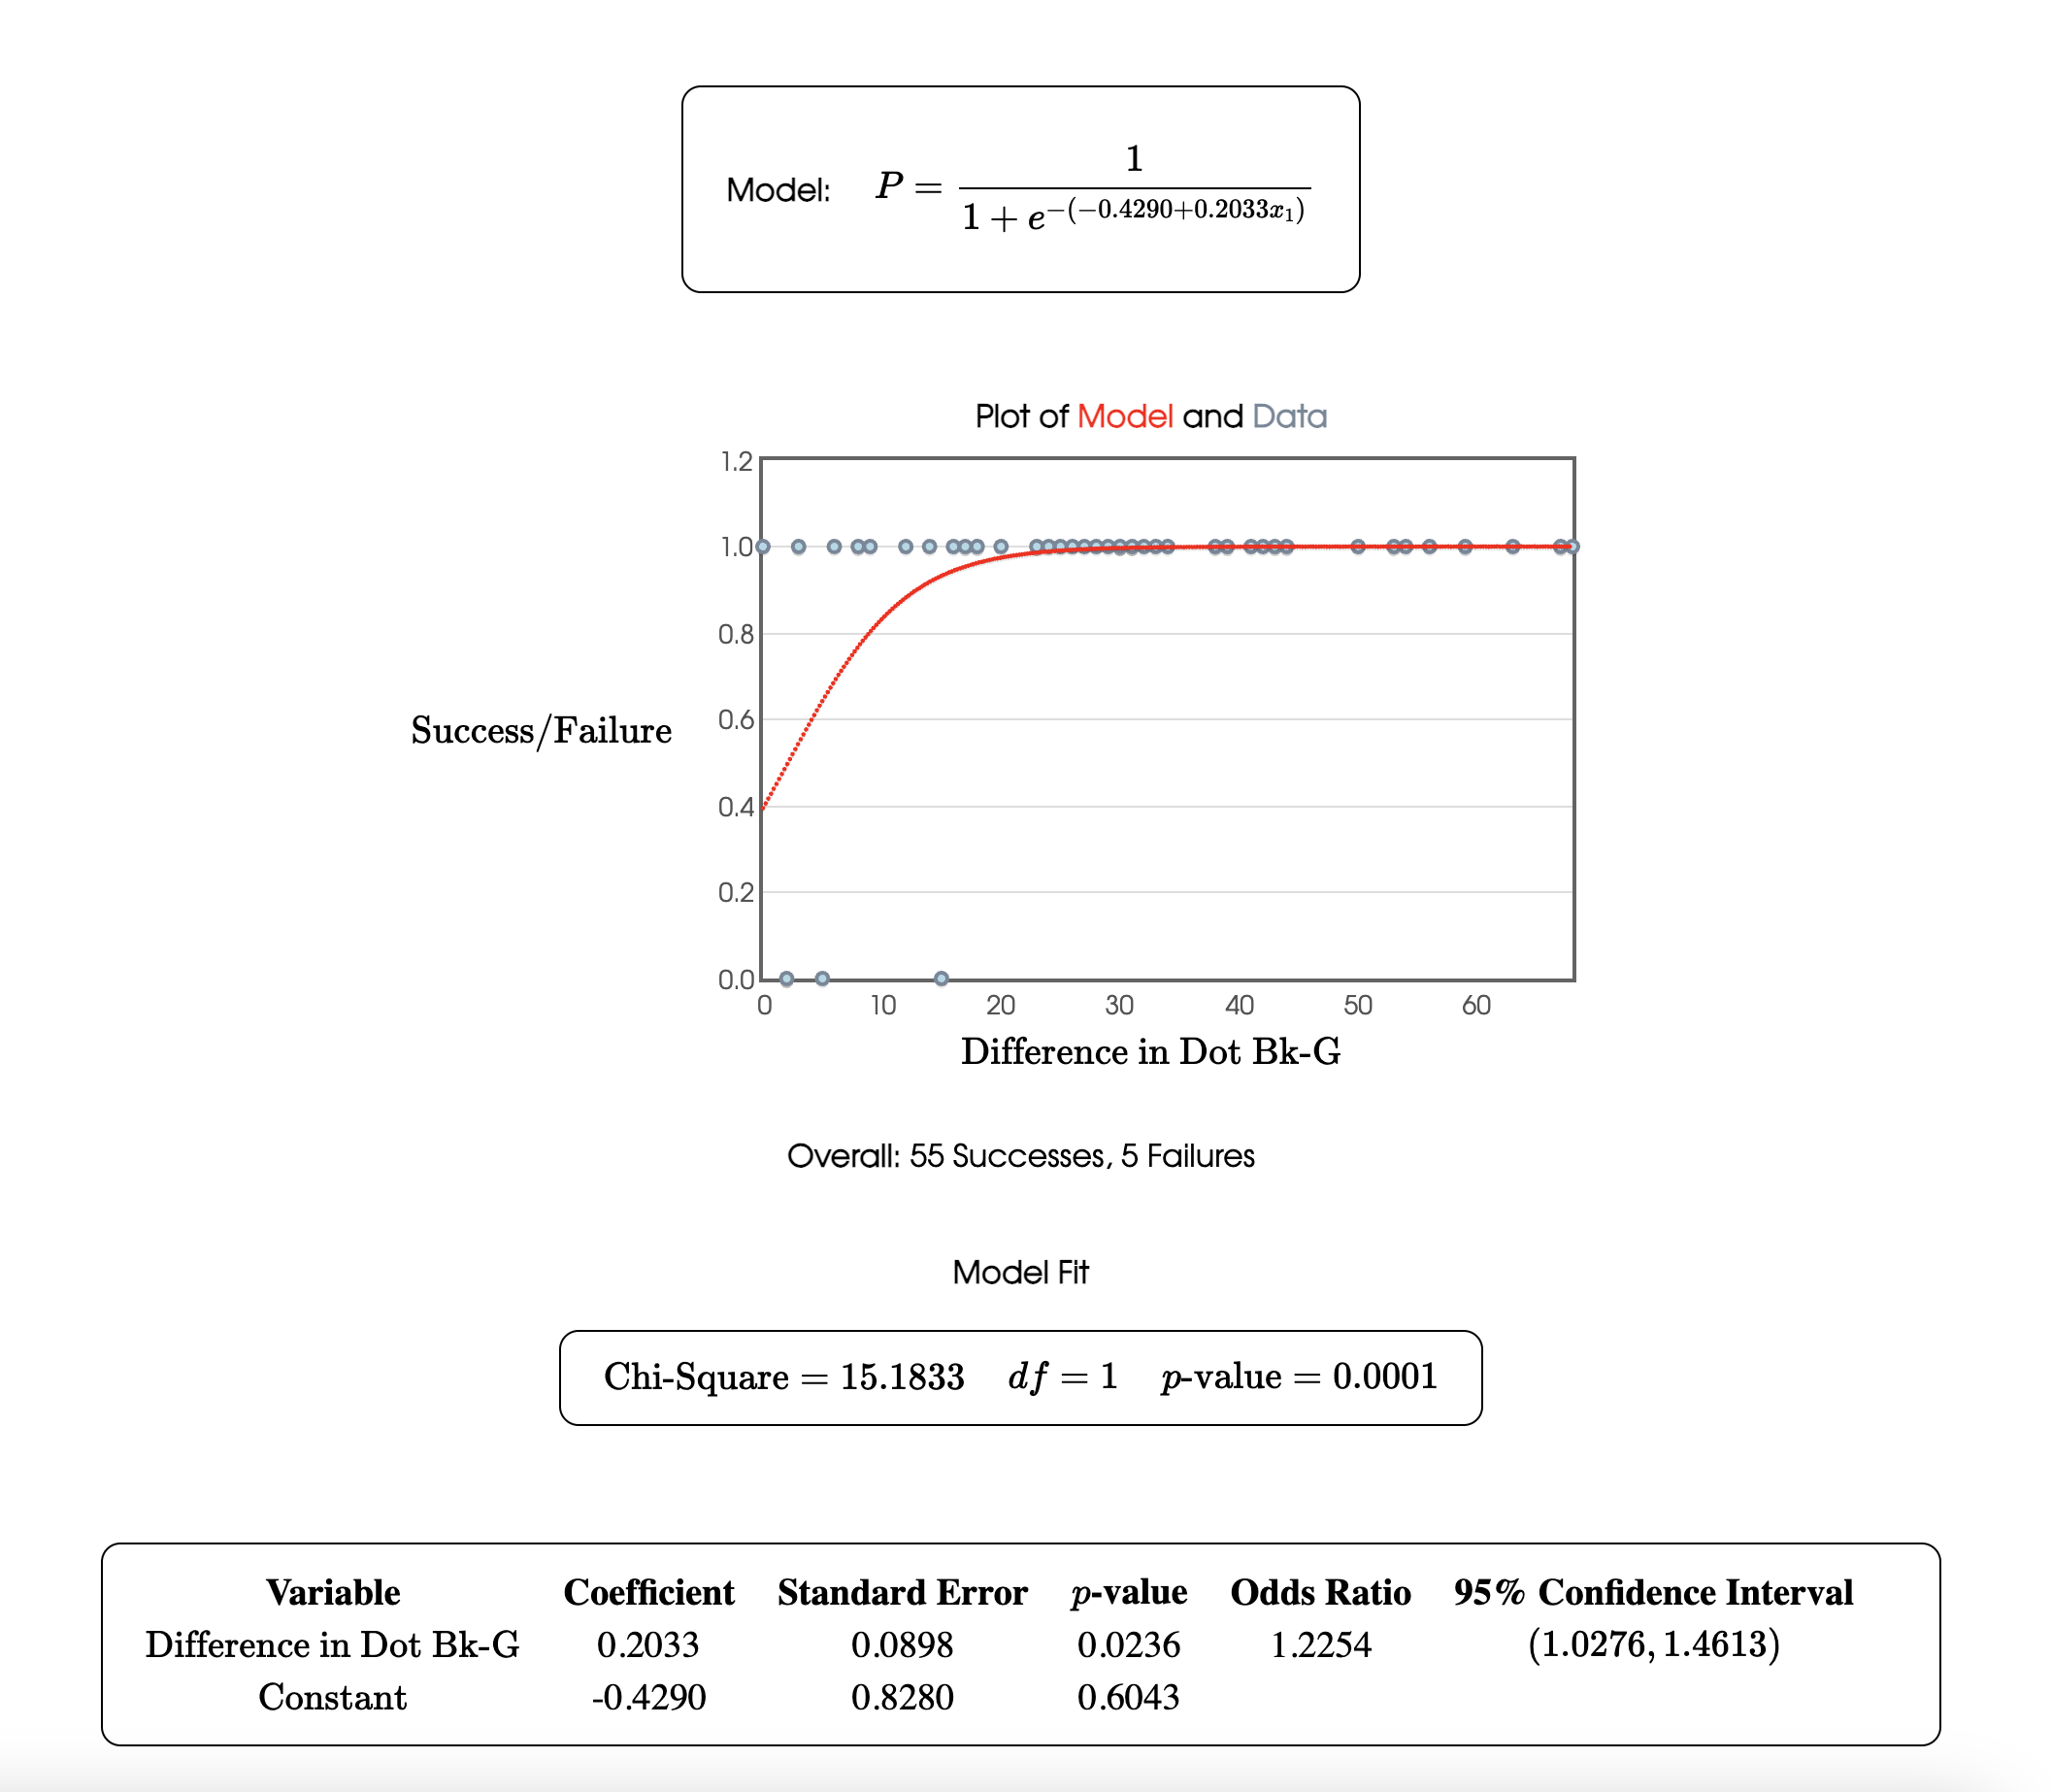 Model: P = 1 / (1 + e^{-(-0.4290+0.2033x₁)})
Plot of Model and Data
1.2
1.0
0.8
0.6
Success/Failure
0.4
0.2
0.0
0 10 20 30 40 50 60
Difference in Dot Bk-G
Overall: 55 Successes, 5 Failures
Model Fit
Chi-Square = 15.1833 df = 1 p-value = 0.0001
Variable Coefficient Standard Error p-value Odds Ratio 95% Confidence Interval
Difference in Dot Bk-G 0.2033 0.0898 0.0236 1.2254 (1.0276, 1.4613)
Constant -0.4290 0.8280 0.6043